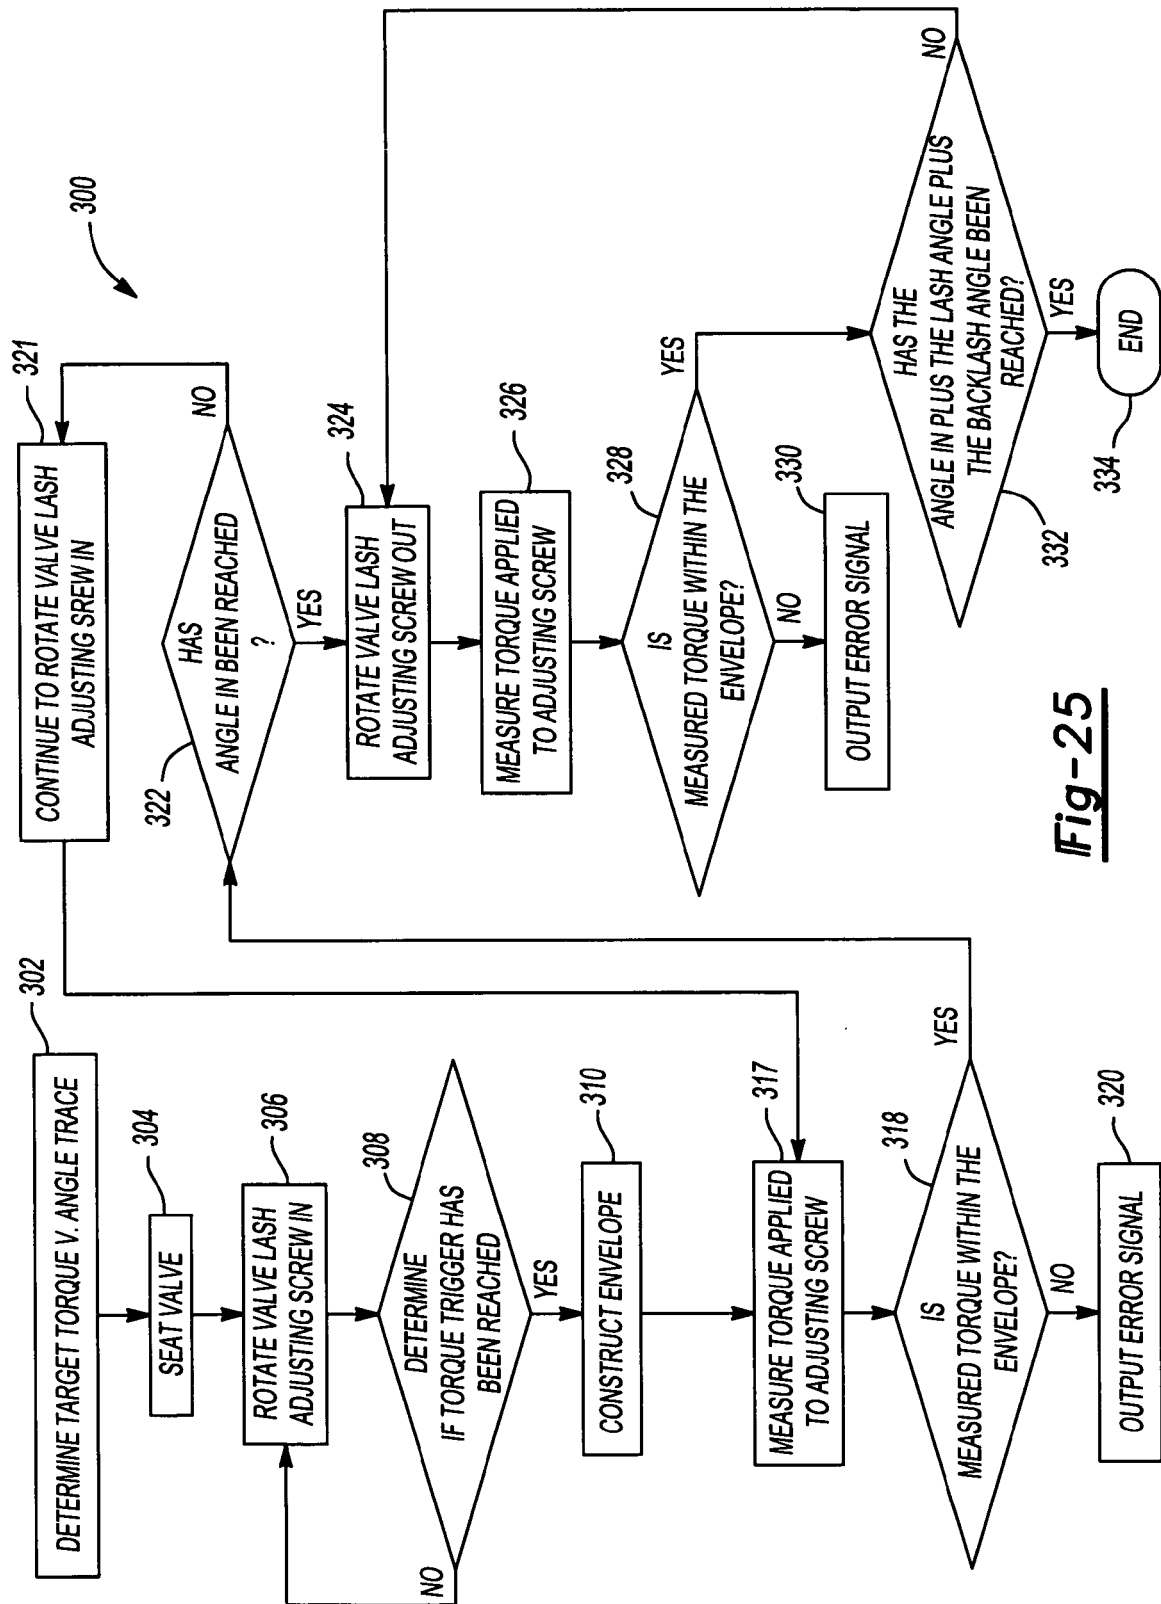 300
302
DETERMINE TARGET TORQUE V. ANGLE TRACE
304
SEAT VALVE
306
ROTATE VALVE LASH
ADJUSTING SCREW IN
308
DETERMINE
IF TORQUE TRIGGER HAS
BEEN REACHED
NO
YES
310
CONSTRUCT ENVELOPE
317
MEASURE TORQUE APPLIED
TO ADJUSTING SCREW
318
IS
MEASURED TORQUE WITHIN THE
ENVELOPE?
YES
NO
320
OUTPUT ERROR SIGNAL
321
CONTINUE TO ROTATE VALVE LASH
ADJUSTING SREW IN
322
HAS
ANGLE IN BEEN REACHED
?
NO
YES
324
ROTATE VALVE LASH
ADJUSTING SCREW OUT
326
MEASURE TORQUE APPLIED
TO ADJUSTING SCREW
328
IS
MEASURED TORQUE WITHIN THE
ENVELOPE?
YES
NO
330
OUTPUT ERROR SIGNAL
332
HAS THE
ANGLE IN PLUS THE LASH ANGLE PLUS
THE BACKLASH ANGLE BEEN
REACHED?
NO
YES
334
END
Fig-25